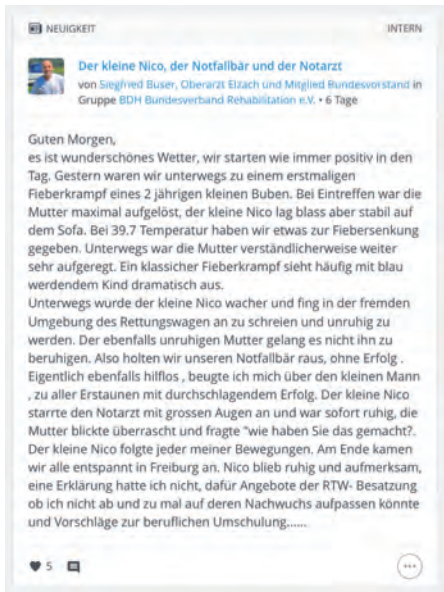 NEUIGKEIT
INTERN
Der kleine Nico, der Notfallbär und der Notarzt
von Siegfried Buser, Oberarzt Elzach und Mitglied Bundesvorstand in
Gruppe BDH Bundesverband Rehabilitation e.V. • 6 Tage
Guten Morgen,
es ist wunderschönes Wetter, wir starten wie immer positiv in den
Tag. Gestern waren wir unterwegs zu einem erstmaligen
Fieberkrampf eines 2 jährigen kleinen Buben. Bei Eintreffen war die
Mutter maximal aufgelöst, der kleine Nico lag blass aber stabil auf
dem Sofa. Bei 39.7 Temperatur haben wir etwas zur Fiebersenkung
gegeben. Unterwegs war die Mutter verständlicherweise weiter
sehr aufgeregt. Ein klassischer Fieberkrampf sieht häufig mit blau
werdendem Kind dramatisch aus.
Unterwegs wurde der kleine Nico wacher und fing in der fremden
Umgebung des Rettungswagen an zu schreien und unruhig zu
werden. Der ebenfalls unruhigen Mutter gelang es nicht ihn zu
beruhigen. Also holten wir unseren Notfallbär raus, ohne Erfolg .
Eigentlich ebenfalls hilflos , beugte ich mich über den kleinen Mann
, zu aller Erstaunen mit durchschlagendem Erfolg. Der kleine Nico
starrte den Notarzt mit grossen Augen an und war sofort ruhig, die
Mutter blickte überrascht und fragte "wie haben Sie das gemacht?.
Der kleine Nico folgte jeder meiner Bewegungen. Am Ende kamen
wir alle entspannt in Freiburg an. Nico blieb ruhig und aufmerksam,
eine Erklärung hatte ich nicht, dafür Angebote der RTW- Besatzung
ob ich nicht ab und zu mal auf deren Nachwuchs aufpassen könnte
und Vorschläge zur beruflichen Umschulung......
5